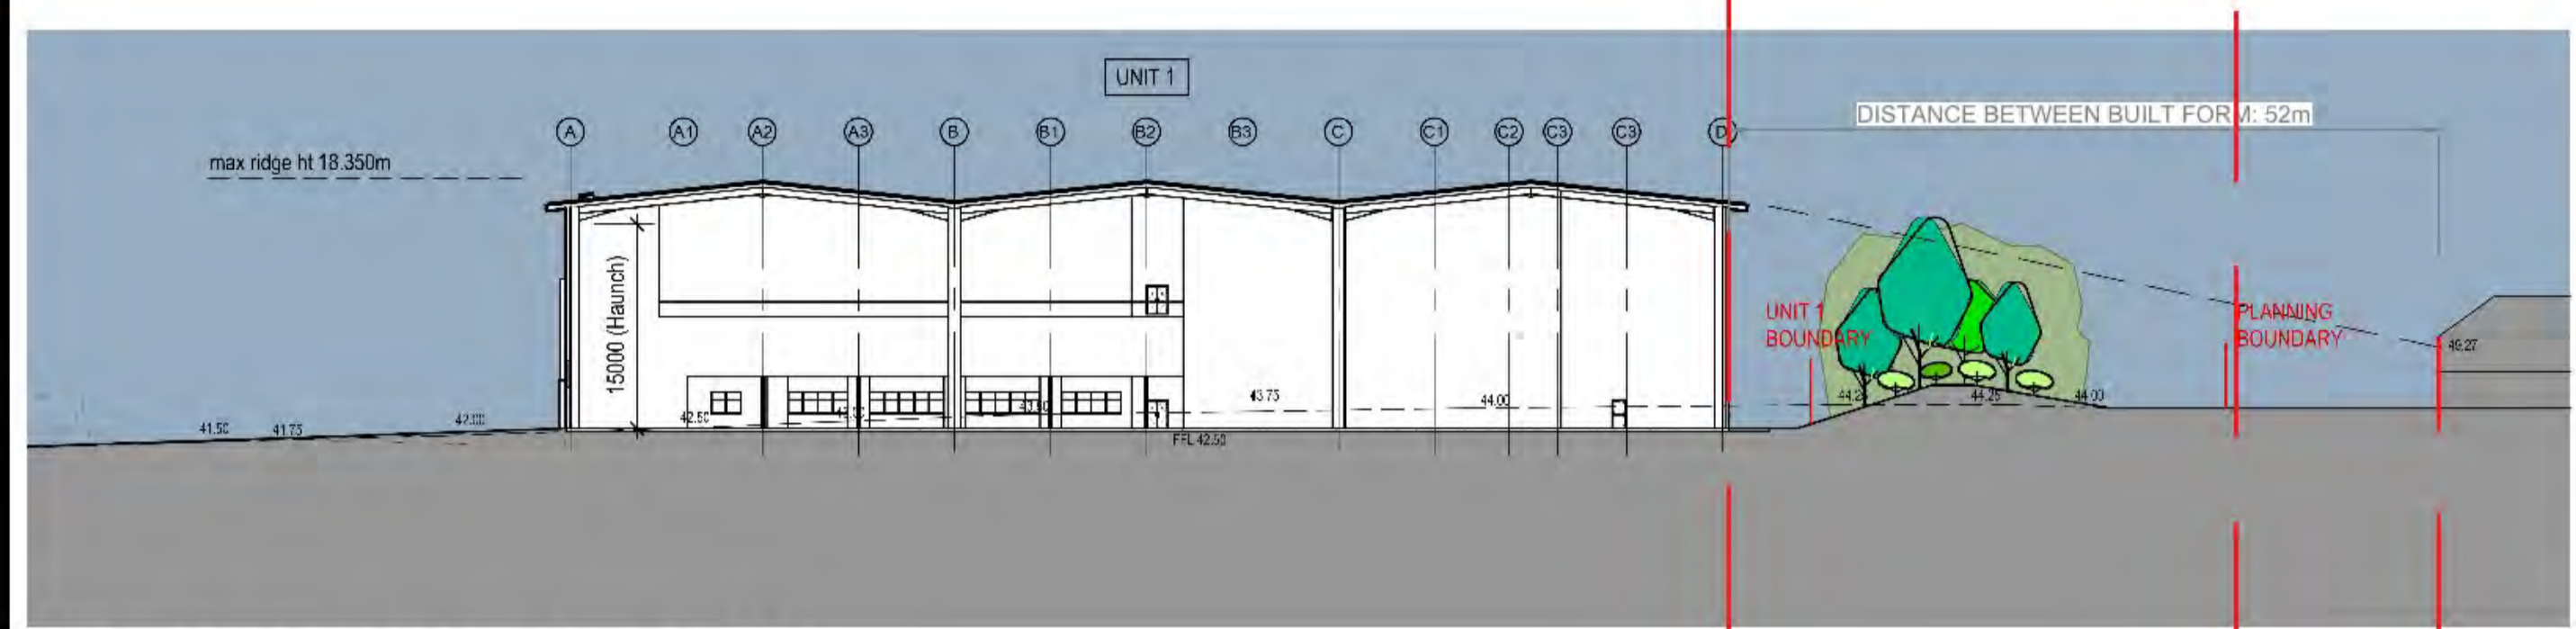 UNIT 1
DISTANCE BETWEEN BUILT FORM: 52m
A A1 A2 A3 B B1 B2 B3 C C1 C2 C3 C3 D
max ridge ht 18.350m
15000 (Haunch)
UNIT 1
BOUNDARY
PLANNING
BOUNDARY
49.27
41.50 41.75 42.00 42.50 43.75 44.00 44.25 44.00
FFL 42.50